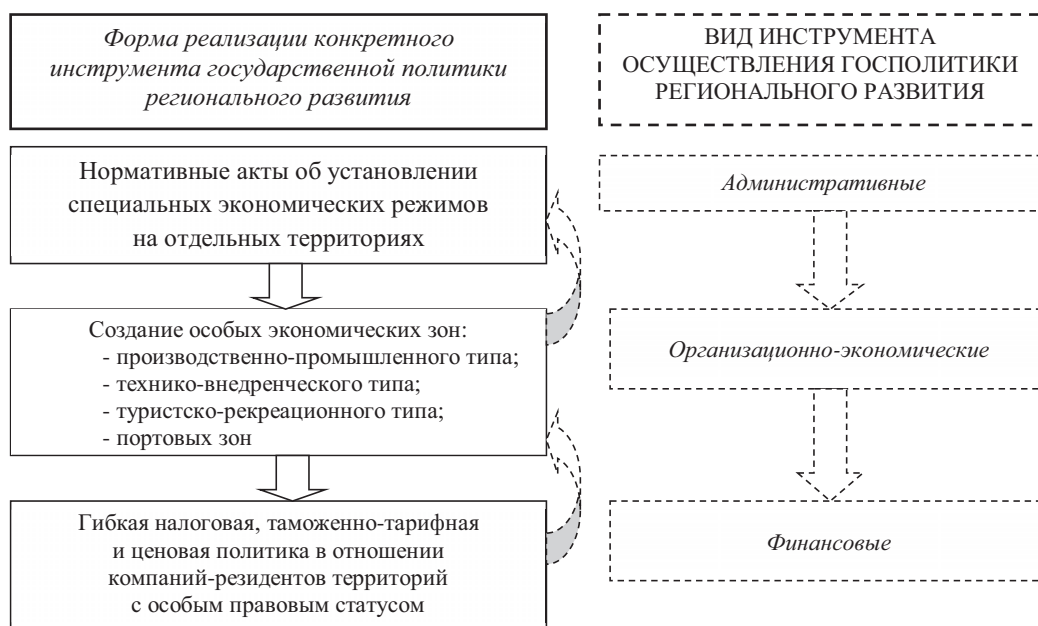 Форма реализации конкретного
инструмента государственной политики
регионального развития
ВИД ИНСТРУМЕНТА
ОСУЩЕСТВЛЕНИЯ ГОСПОЛИТИКИ
РЕГИОНАЛЬНОГО РАЗВИТИЯ
Нормативные акты об установлении
специальных экономических режимов
на отдельных территориях
Административные
Создание особых экономических зон:
- производственно-промышленного типа;
- технико-внедренческого типа;
- туристско-рекреационного типа;
- портовых зон
Организационно-экономические
Гибкая налоговая, таможенно-тарифная
и ценовая политика в отношении
компаний-резидентов территорий
с особым правовым статусом
Финансовые